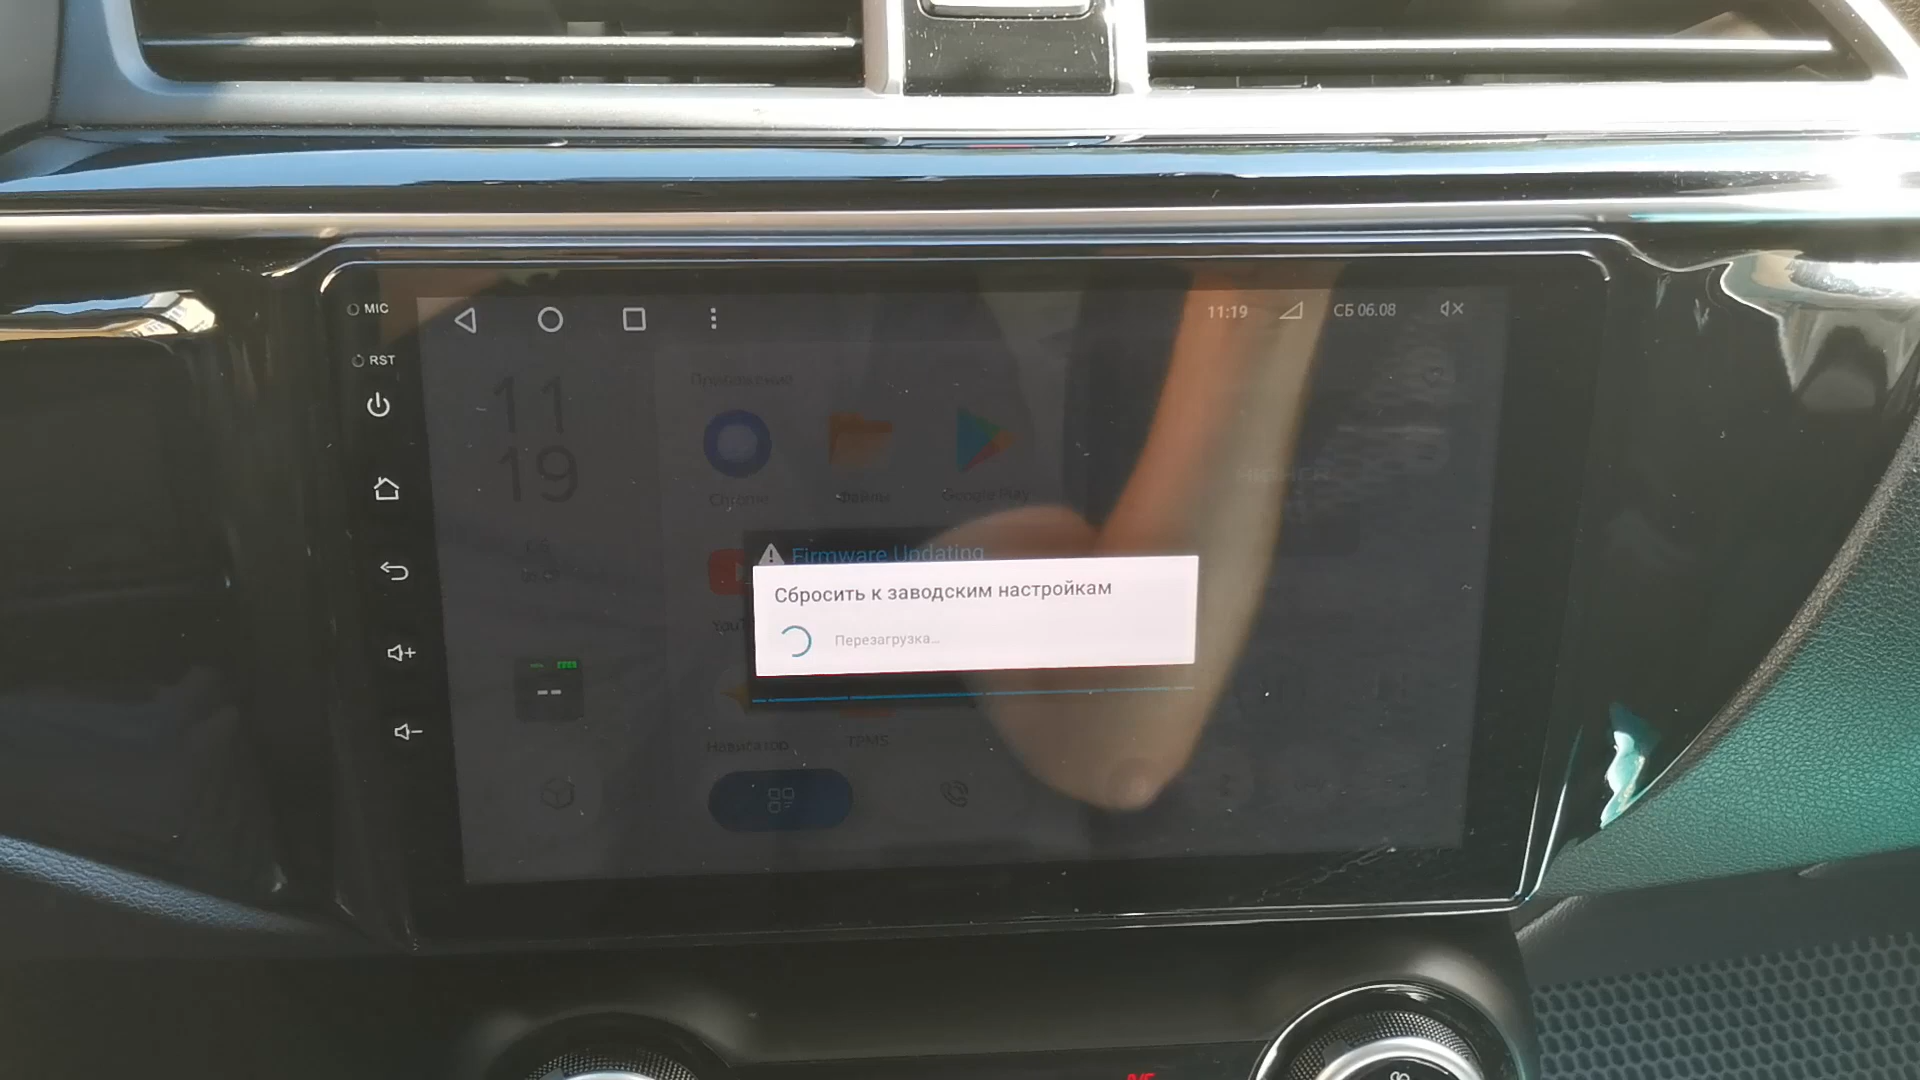 MIC
RST
11:19
СБ 06.08
11
19
Приложения
Chrome
Файлы
Google Play
Firmware Updating
Сбросить к заводским настройкам
Перезагрузка...
YouT
--
Навигатор
TPMS